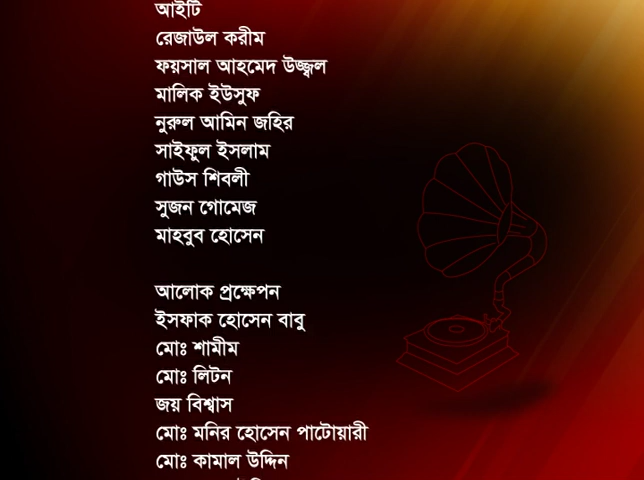 আইটি
রেজাউল করীম
ফয়সাল আহমেদ উজ্জ্বল
মালিক ইউসুফ
নুরুল আমিন জহির
সাইফুল ইসলাম
গাউস শিবলী
সুজন গোমেজ
মাহবুব হোসেন
আলোক প্রক্ষেপন
ইসফাক হোসেন বাবু
মোঃ শামীম
মোঃ লিটন
জয় বিশ্বাস
মোঃ মনির হোসেন পাটোয়ারী
মোঃ কামাল উদ্দিন